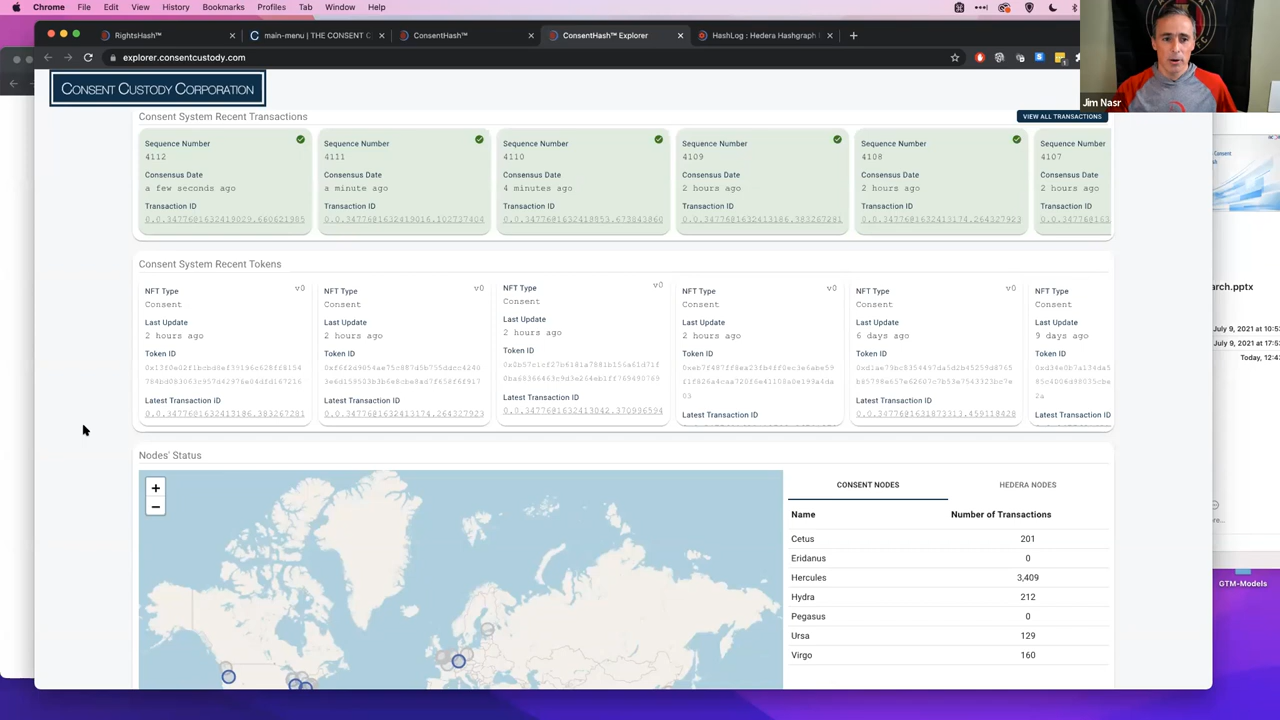 Chrome File Edit View History Bookmarks Profiles Tab Window Help
RightsHash™ main-menu | THE CONSENT C ConsentHash™ ConsentHash™ Explorer HashLog : Hedera Hashgraph
explorer.consentcustody.com
Jim Nasr
CONSENT CUSTODY CORPORATION
Consent System Recent Transactions VIEW ALL TRANSACTIONS
Sequence Number Sequence Number Sequence Number Sequence Number Sequence Number Sequence Number
4112 4111 4110 4109 4108 4107
Consensus Date Consensus Date Consensus Date Consensus Date Consensus Date Consensus Date
a few seconds ago a minute ago 4 minutes ago 2 hours ago 2 hours ago 2 hours ago
Transaction ID Transaction ID Transaction ID Transaction ID Transaction ID Transaction ID
Consent System Recent Tokens
NFT Type v0 NFT Type v0 NFT Type v0 NFT Type v0 NFT Type v0 NFT Type
Consent Consent Consent Consent Consent Consent
Last Update Last Update Last Update Last Update Last Update Last Update
2 hours ago 2 hours ago 2 hours ago 2 hours ago 6 days ago 9 days ago
Token ID Token ID Token ID Token ID Token ID Token ID
Latest Transaction ID Latest Transaction ID Latest Transaction ID Latest Transaction ID Latest Transaction ID Latest Transaction ID
Nodes' Status
+
−
CONSENT NODES HEDERA NODES
Name Number of Transactions
Cetus 201
Eridanus 0
Hercules 3,409
Hydra 212
Pegasus 0
Ursa 129
Virgo 160
Consent
arch.pptx
July 9, 2021 at 10:5
July 9, 2021 at 17:5
Today, 12:4
GTM-Models